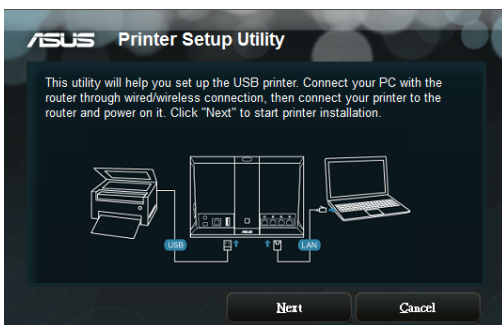 ASUS Printer Setup Utility
This utility will help you set up the USB printer. Connect your PC with the
router through wired/wireless connection, then connect your printer to the
router and power on it. Click "Next" to start printer installation.
USB
LAN
Next
Cancel